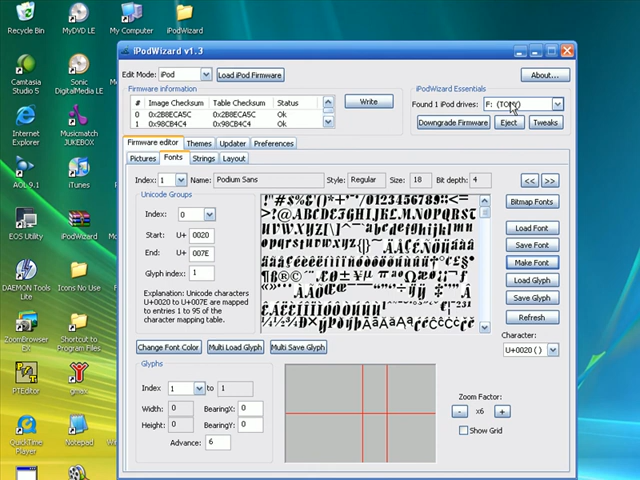 Recycle Bin
MyDVD LE
My Computer
iPodWizard
Camtasia Studio 5
Sonic DigitalMedia LE
Internet Explorer
Musicmatch JUKEBOX
AOL 9.1
iTunes
EOS Utility
iPodWizard
DAEMON Tools Lite
Icons No Use
ZoomBrowser EX
Shortcut to Program Files
PTEditor
gmax
QuickTime Player
Notepad
iPodWizard v1.3
Edit Mode: iPod
Load iPod Firmware
About...
Firmware information
# Image Checksum Table Checksum Status
0 0x2B8ECA5C 0x2B8ECA5C Ok
1 0x98CB4C4 0x98CB4C4 Ok
Write
iPodWizard Essentials
Found 1 iPod drives: F: (TONY)
Downgrade Firmware Eject Tweaks
Firmware editor Themes Updater Preferences
Pictures Fonts Strings Layout
Index: 1 Name: Podium Sans Style: Regular Size: 18 Bit depth: 4
<< >>
Unicode Groups
Index: 0
Start: U+ 0020
End: U+ 007E
Glyph index: 1
Explanation: Unicode characters
U+0020 to U+007E are mapped
to entries 1 to 95 of the
character mapping table.
Bitmap Fonts
Load Font
Save Font
Make Font
Load Glyph
Save Glyph
Refresh
Character:
U+0020 ( )
Change Font Color Multi Load Glyph Multi Save Glyph
Glyphs
Index 1 to 1
Width: 0 BearingX: 0
Height: 0 BearingY: 0
Advance: 6
Zoom Factor:
- x6 +
Show Grid